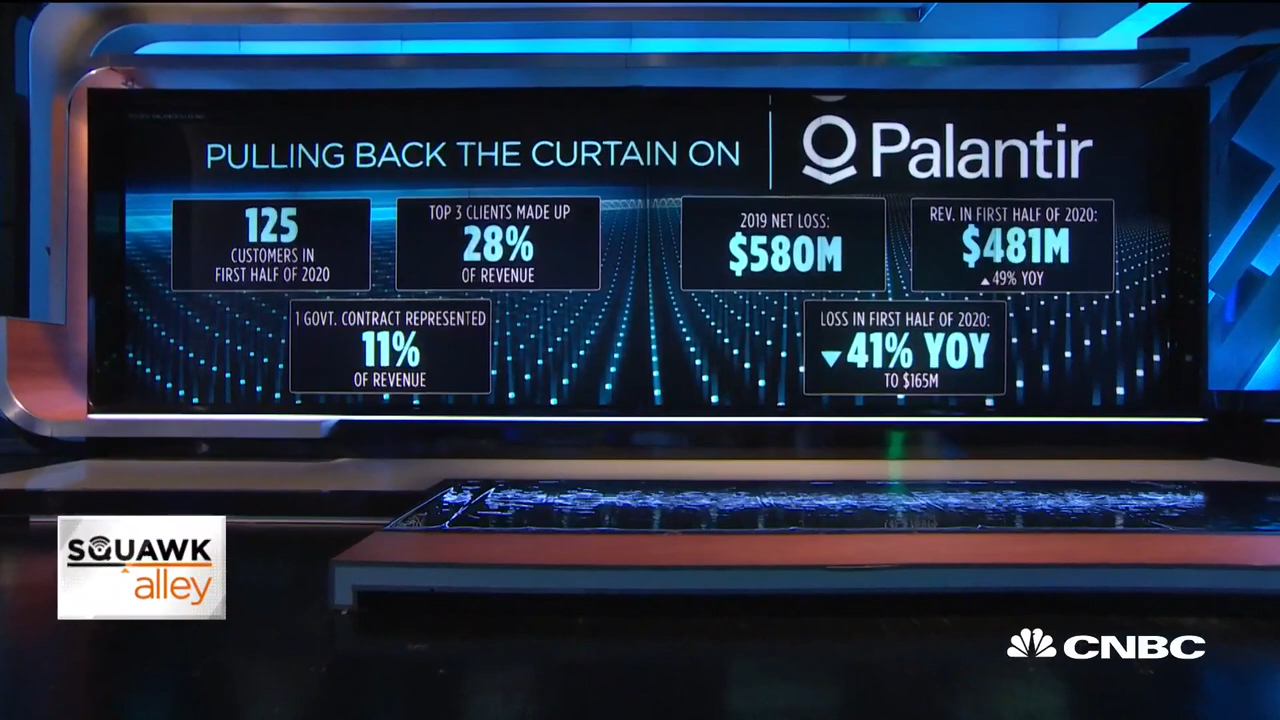 PULLING BACK THE CURTAIN ON
Palantir
125
CUSTOMERS IN
FIRST HALF OF 2020
TOP 3 CLIENTS MADE UP
28%
OF REVENUE
2019 NET LOSS:
$580M
REV. IN FIRST HALF OF 2020:
$481M
▲49% YOY
1 GOVT. CONTRACT REPRESENTED
11%
OF REVENUE
LOSS IN FIRST HALF OF 2020:
▼41% YOY
TO $165M
SQUAWK
alley
CNBC